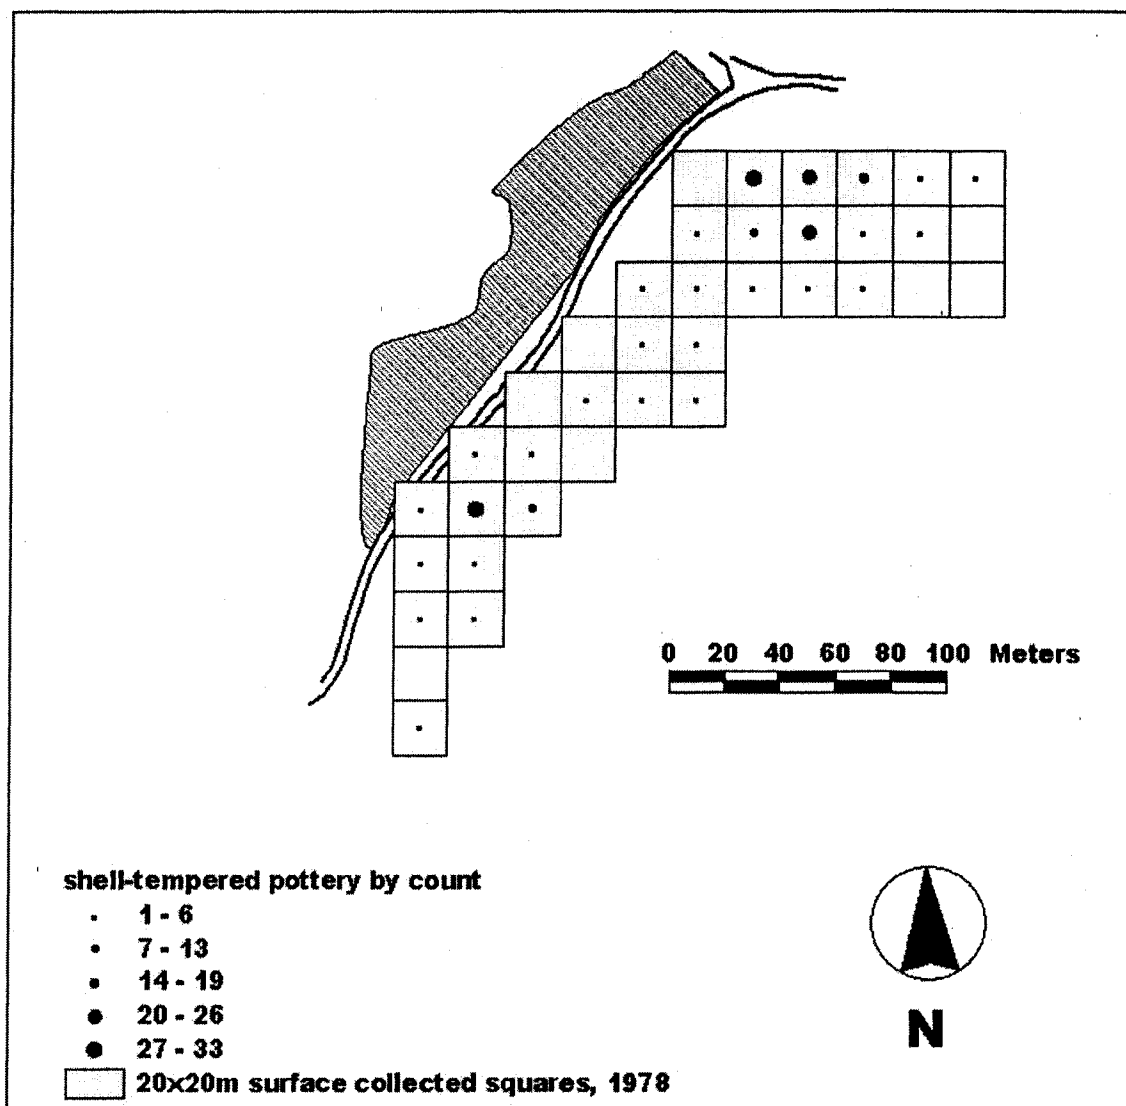 0 20 40 60 80 100 Meters
shell-tempered pottery by count
1 - 6
7 - 13
14 - 19
20 - 26
27 - 33
20x20m surface collected squares, 1978
N